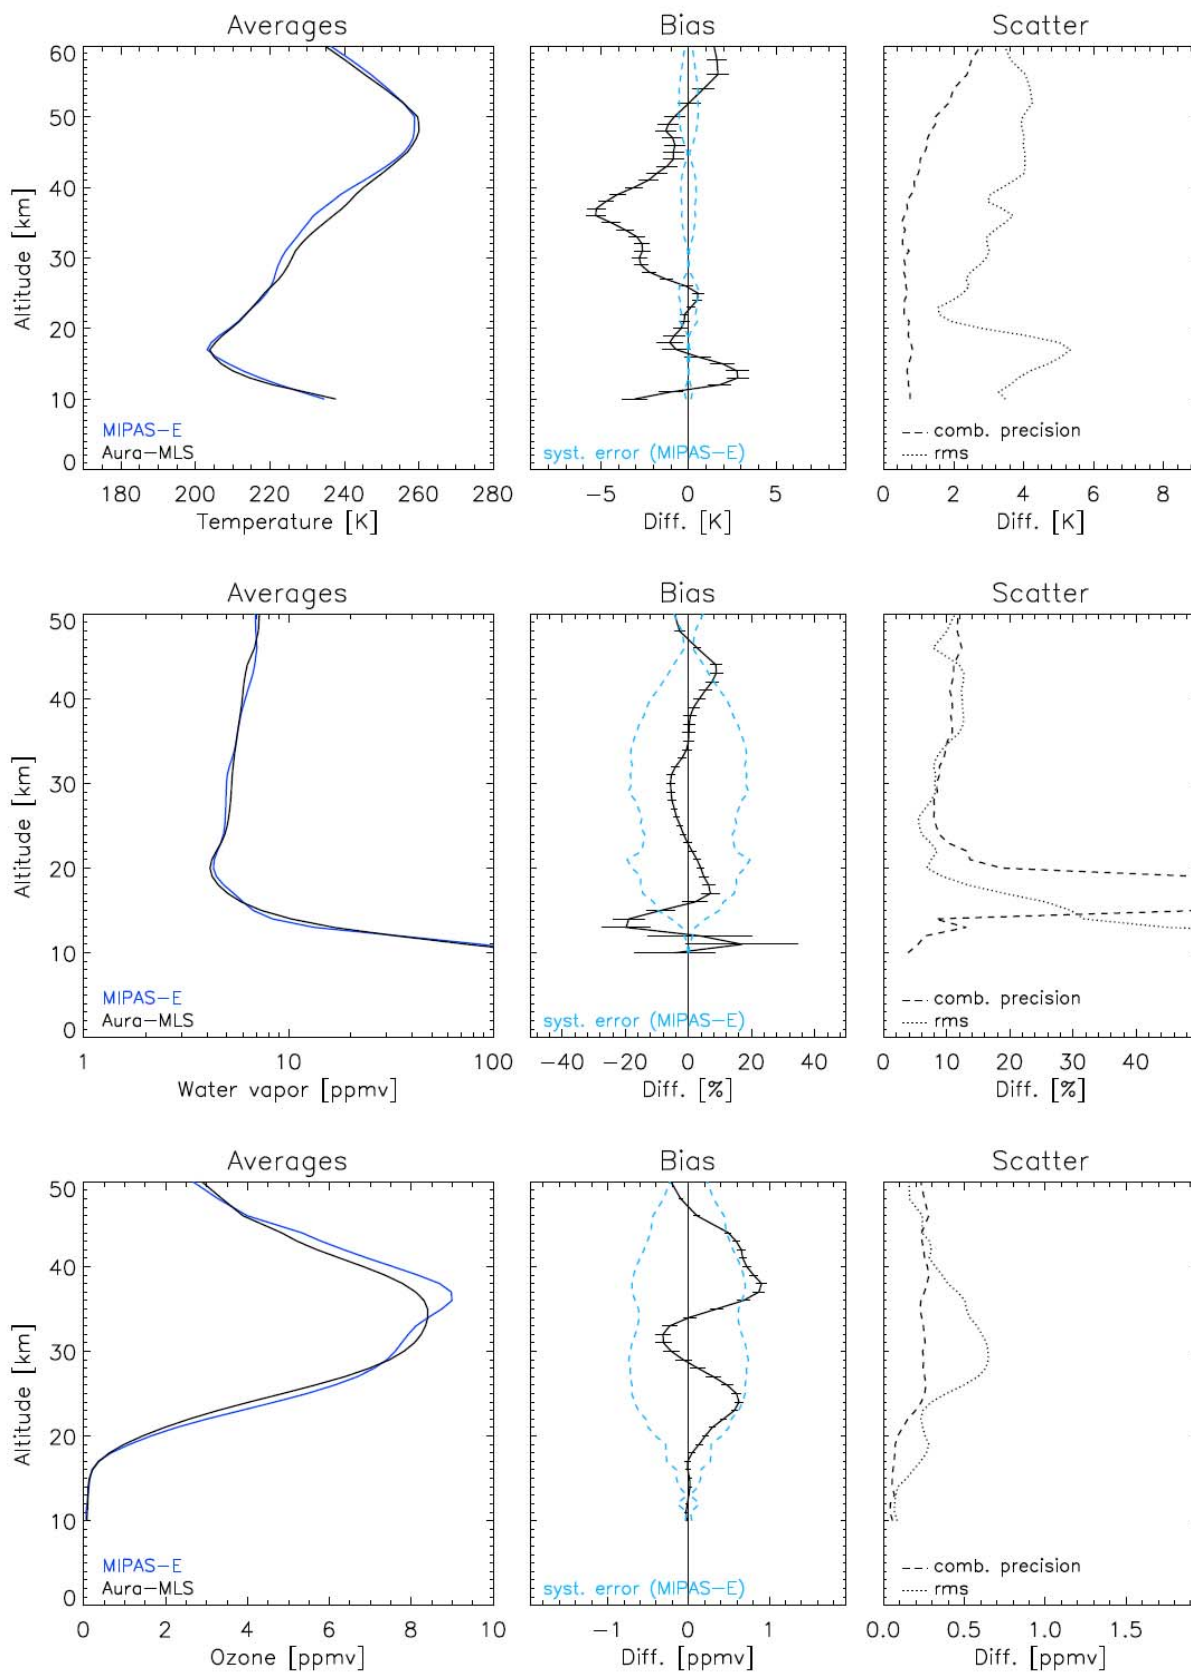 Averages Bias Scatter
60
50
40
30
20
10
0
Altitude [km]
MIPAS−E
Aura−MLS
syst. error (MIPAS−E)
comb. precision
rms
180 200 220 240 260 280
−5 0 5
0 2 4 6 8
Temperature [K] Diff. [K] Diff. [K]
Averages Bias Scatter
50
40
30
20
10
0
Altitude [km]
MIPAS−E
Aura−MLS
syst. error (MIPAS−E)
comb. precision
rms
1 10 100
−40 −20 0 20 40
0 10 20 30 40
Water vapor [ppmv] Diff. [%] Diff. [%]
Averages Bias Scatter
50
40
30
20
10
0
Altitude [km]
MIPAS−E
Aura−MLS
syst. error (MIPAS−E)
comb. precision
rms
0 2 4 6 8 10
−1 0 1
0.0 0.5 1.0 1.5
Ozone [ppmv] Diff. [ppmv] Diff. [ppmv]